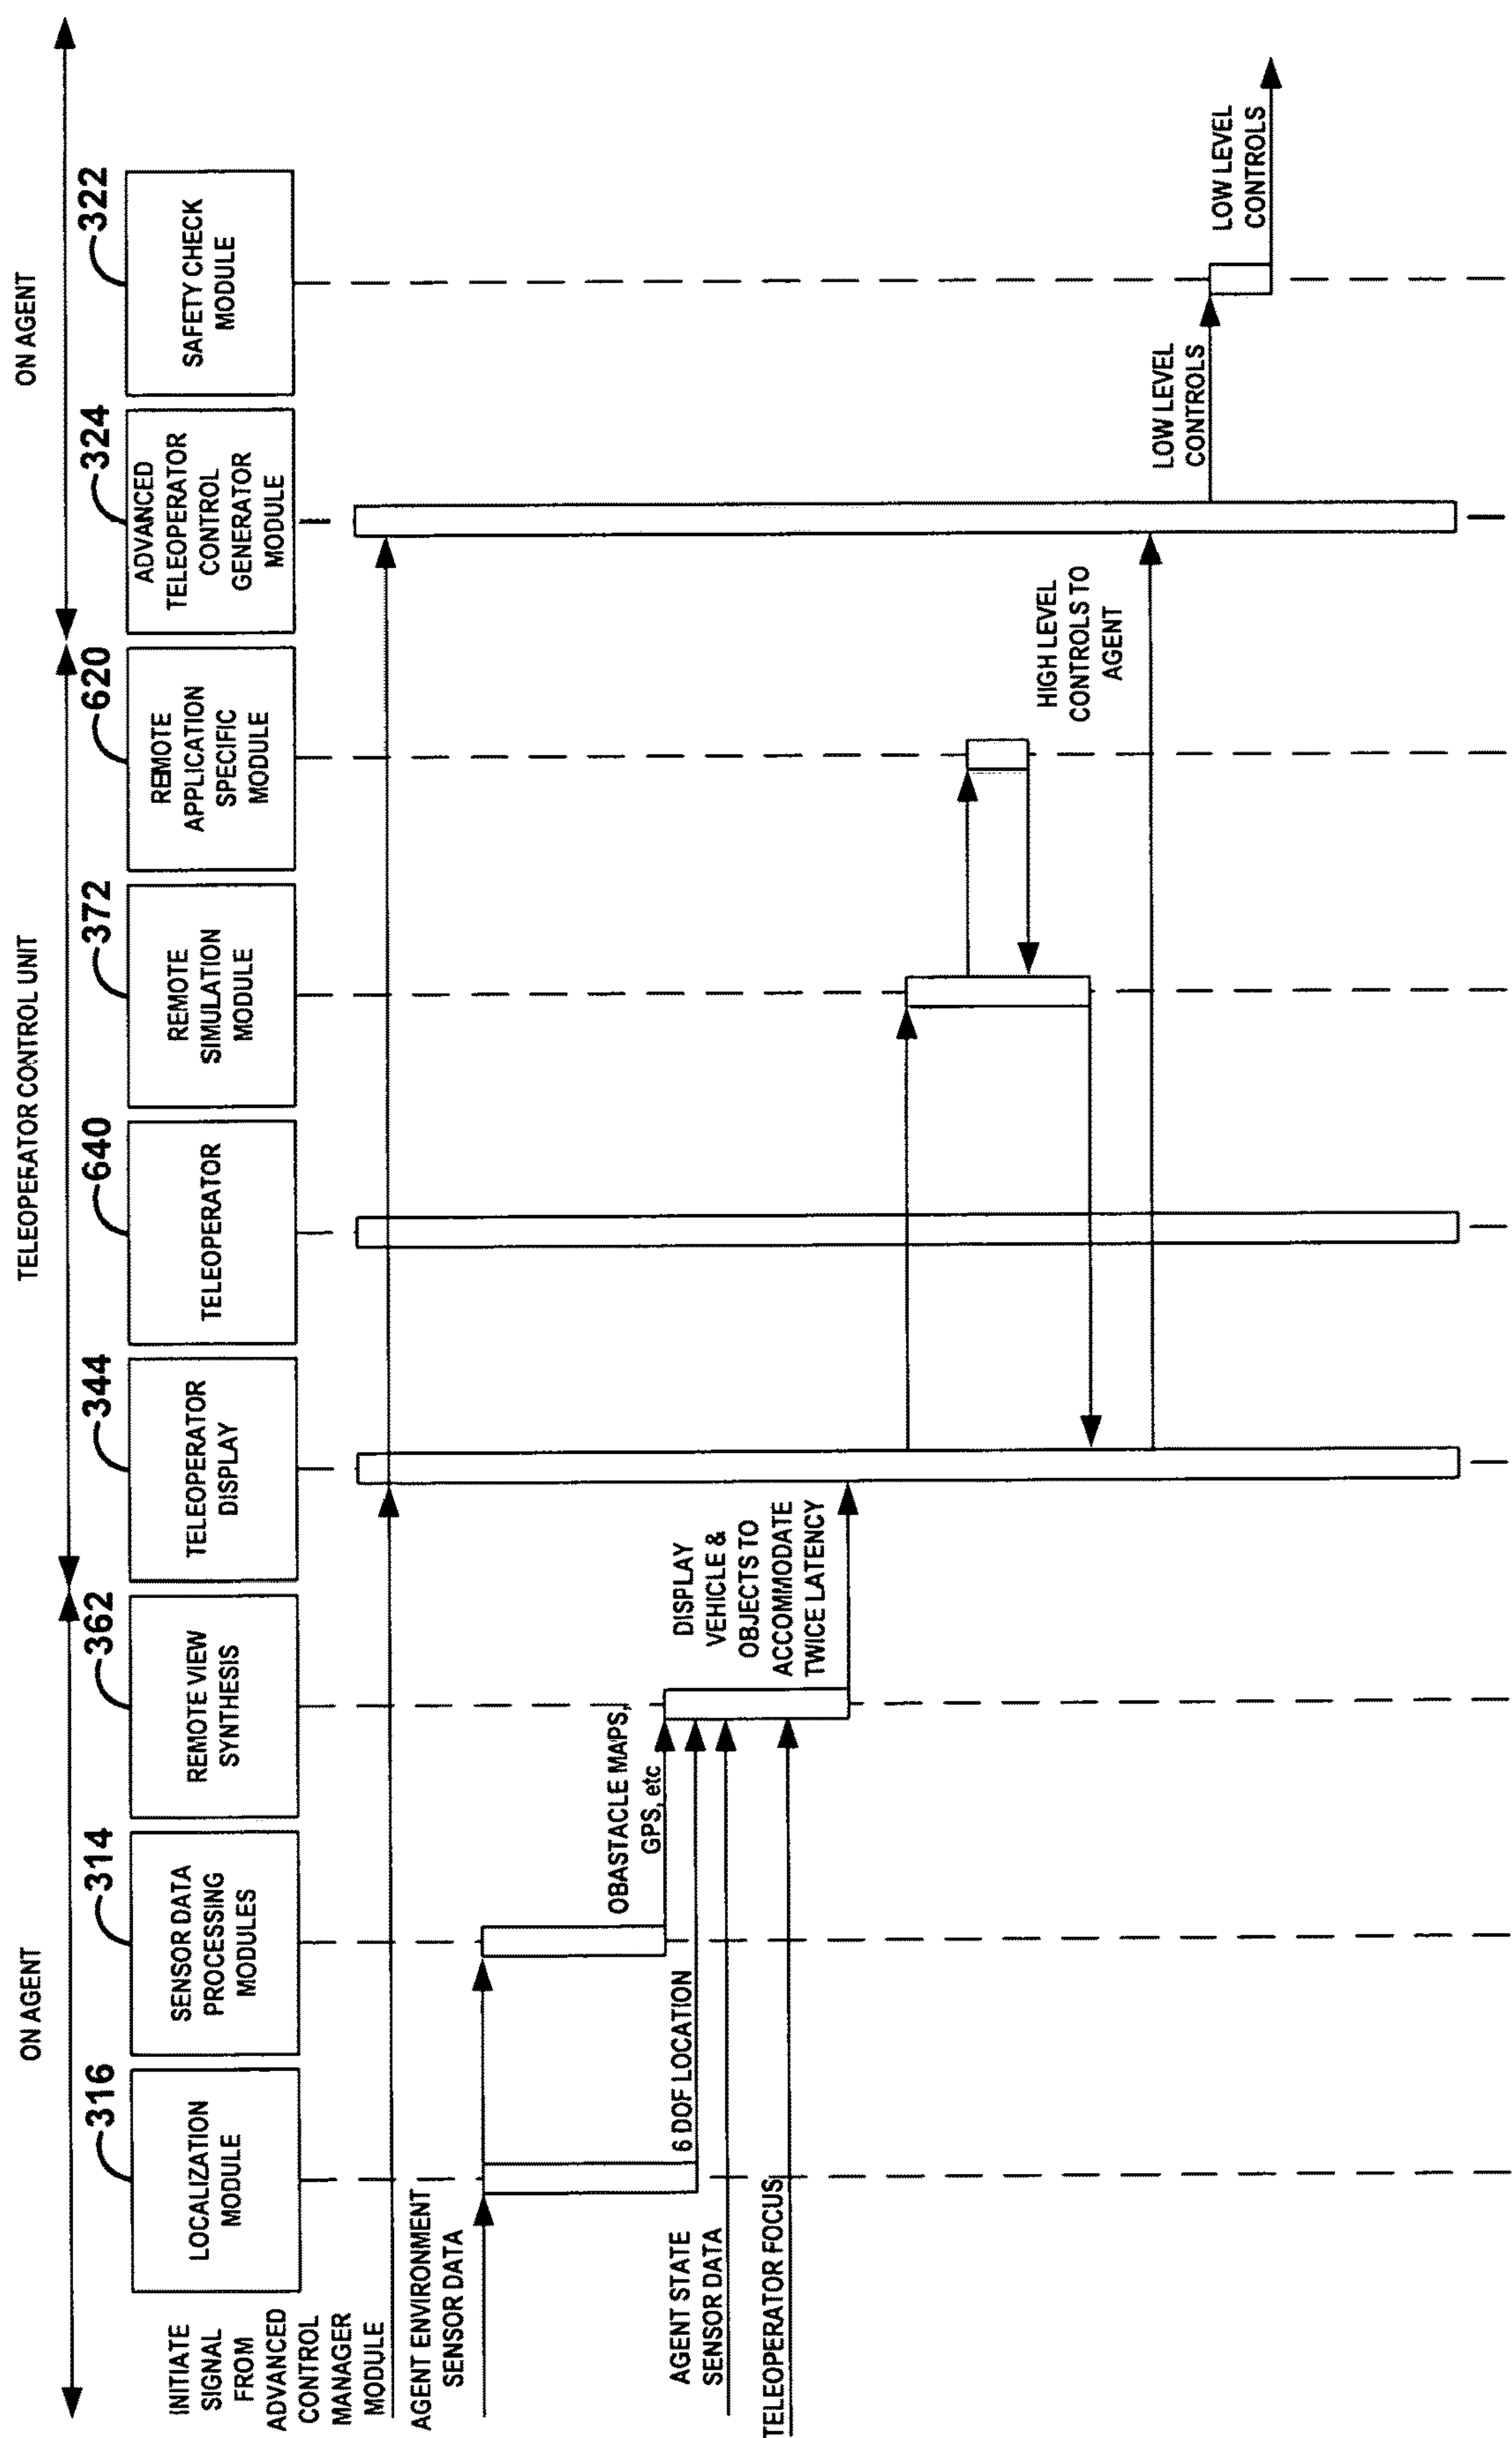 ON AGENT
TELEOPERATOR CONTROL UNIT
ON AGENT
316
314
362
344
640
372
620
324
322
LOCALIZATION
MODULE
SENSOR DATA
PROCESSING
MODULES
REMOTE VIEW
SYNTHESIS
TELEOPERATOR
DISPLAY
TELEOPERATOR
REMOTE
SIMULATION
MODULE
REMOTE
APPLICATION
SPECIFIC
MODULE
ADVANCED
TELEOPERATOR
CONTROL
GENERATOR
MODULE
SAFETY CHECK
MODULE
INITIATE
SIGNAL
FROM
ADVANCED
CONTROL
MANAGER
MODULE
AGENT ENVIRONMENT
SENSOR DATA
OBASTACLE MAPS,
GPS, etc
6 DOF LOCATION
AGENT STATE
SENSOR DATA
TELEOPERATOR FOCUS
DISPLAY
VEHICLE &
OBJECTS TO
ACCOMMODATE
TWICE LATENCY
HIGH LEVEL
CONTROLS TO
AGENT
LOW LEVEL
CONTROLS
LOW LEVEL
CONTROLS